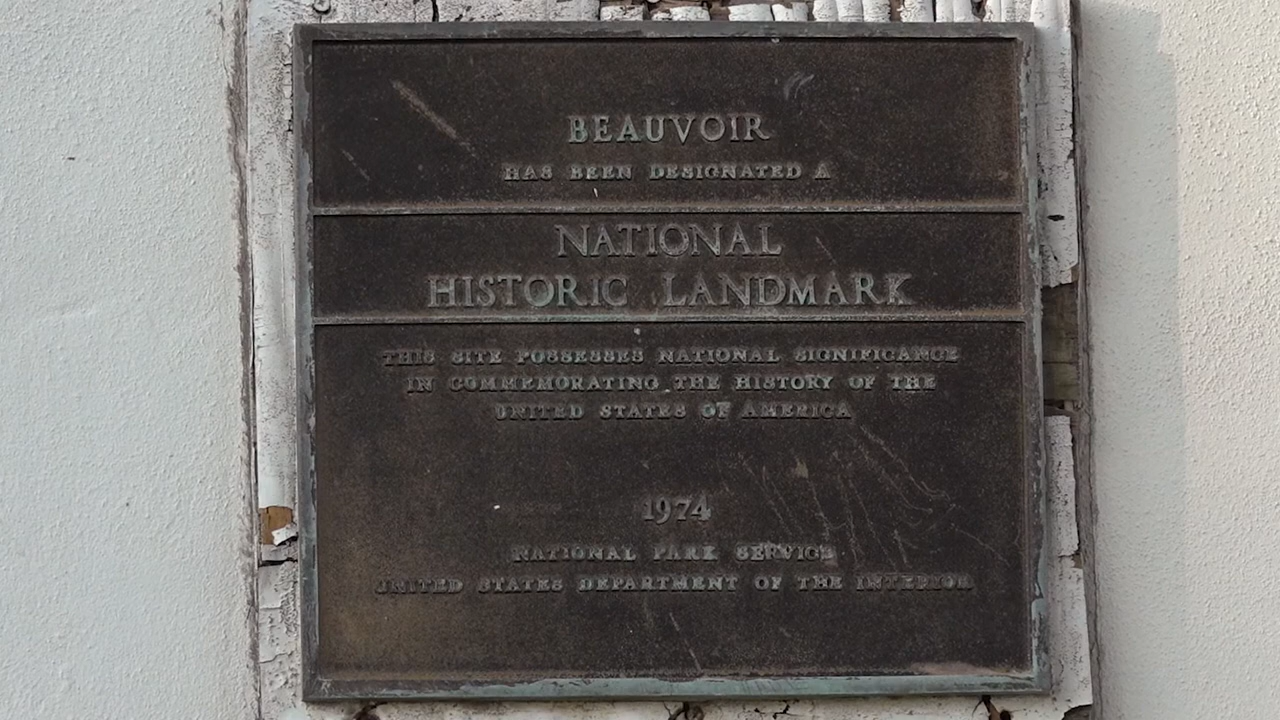 BEAUVOIR
HAS BEEN DESIGNATED A
NATIONAL
HISTORIC LANDMARK
THIS SITE POSSESSES NATIONAL SIGNIFICANCE
IN COMMEMORATING THE HISTORY OF THE
UNITED STATES OF AMERICA
1974
NATIONAL PARK SERVICE
UNITED STATES DEPARTMENT OF THE INTERIOR